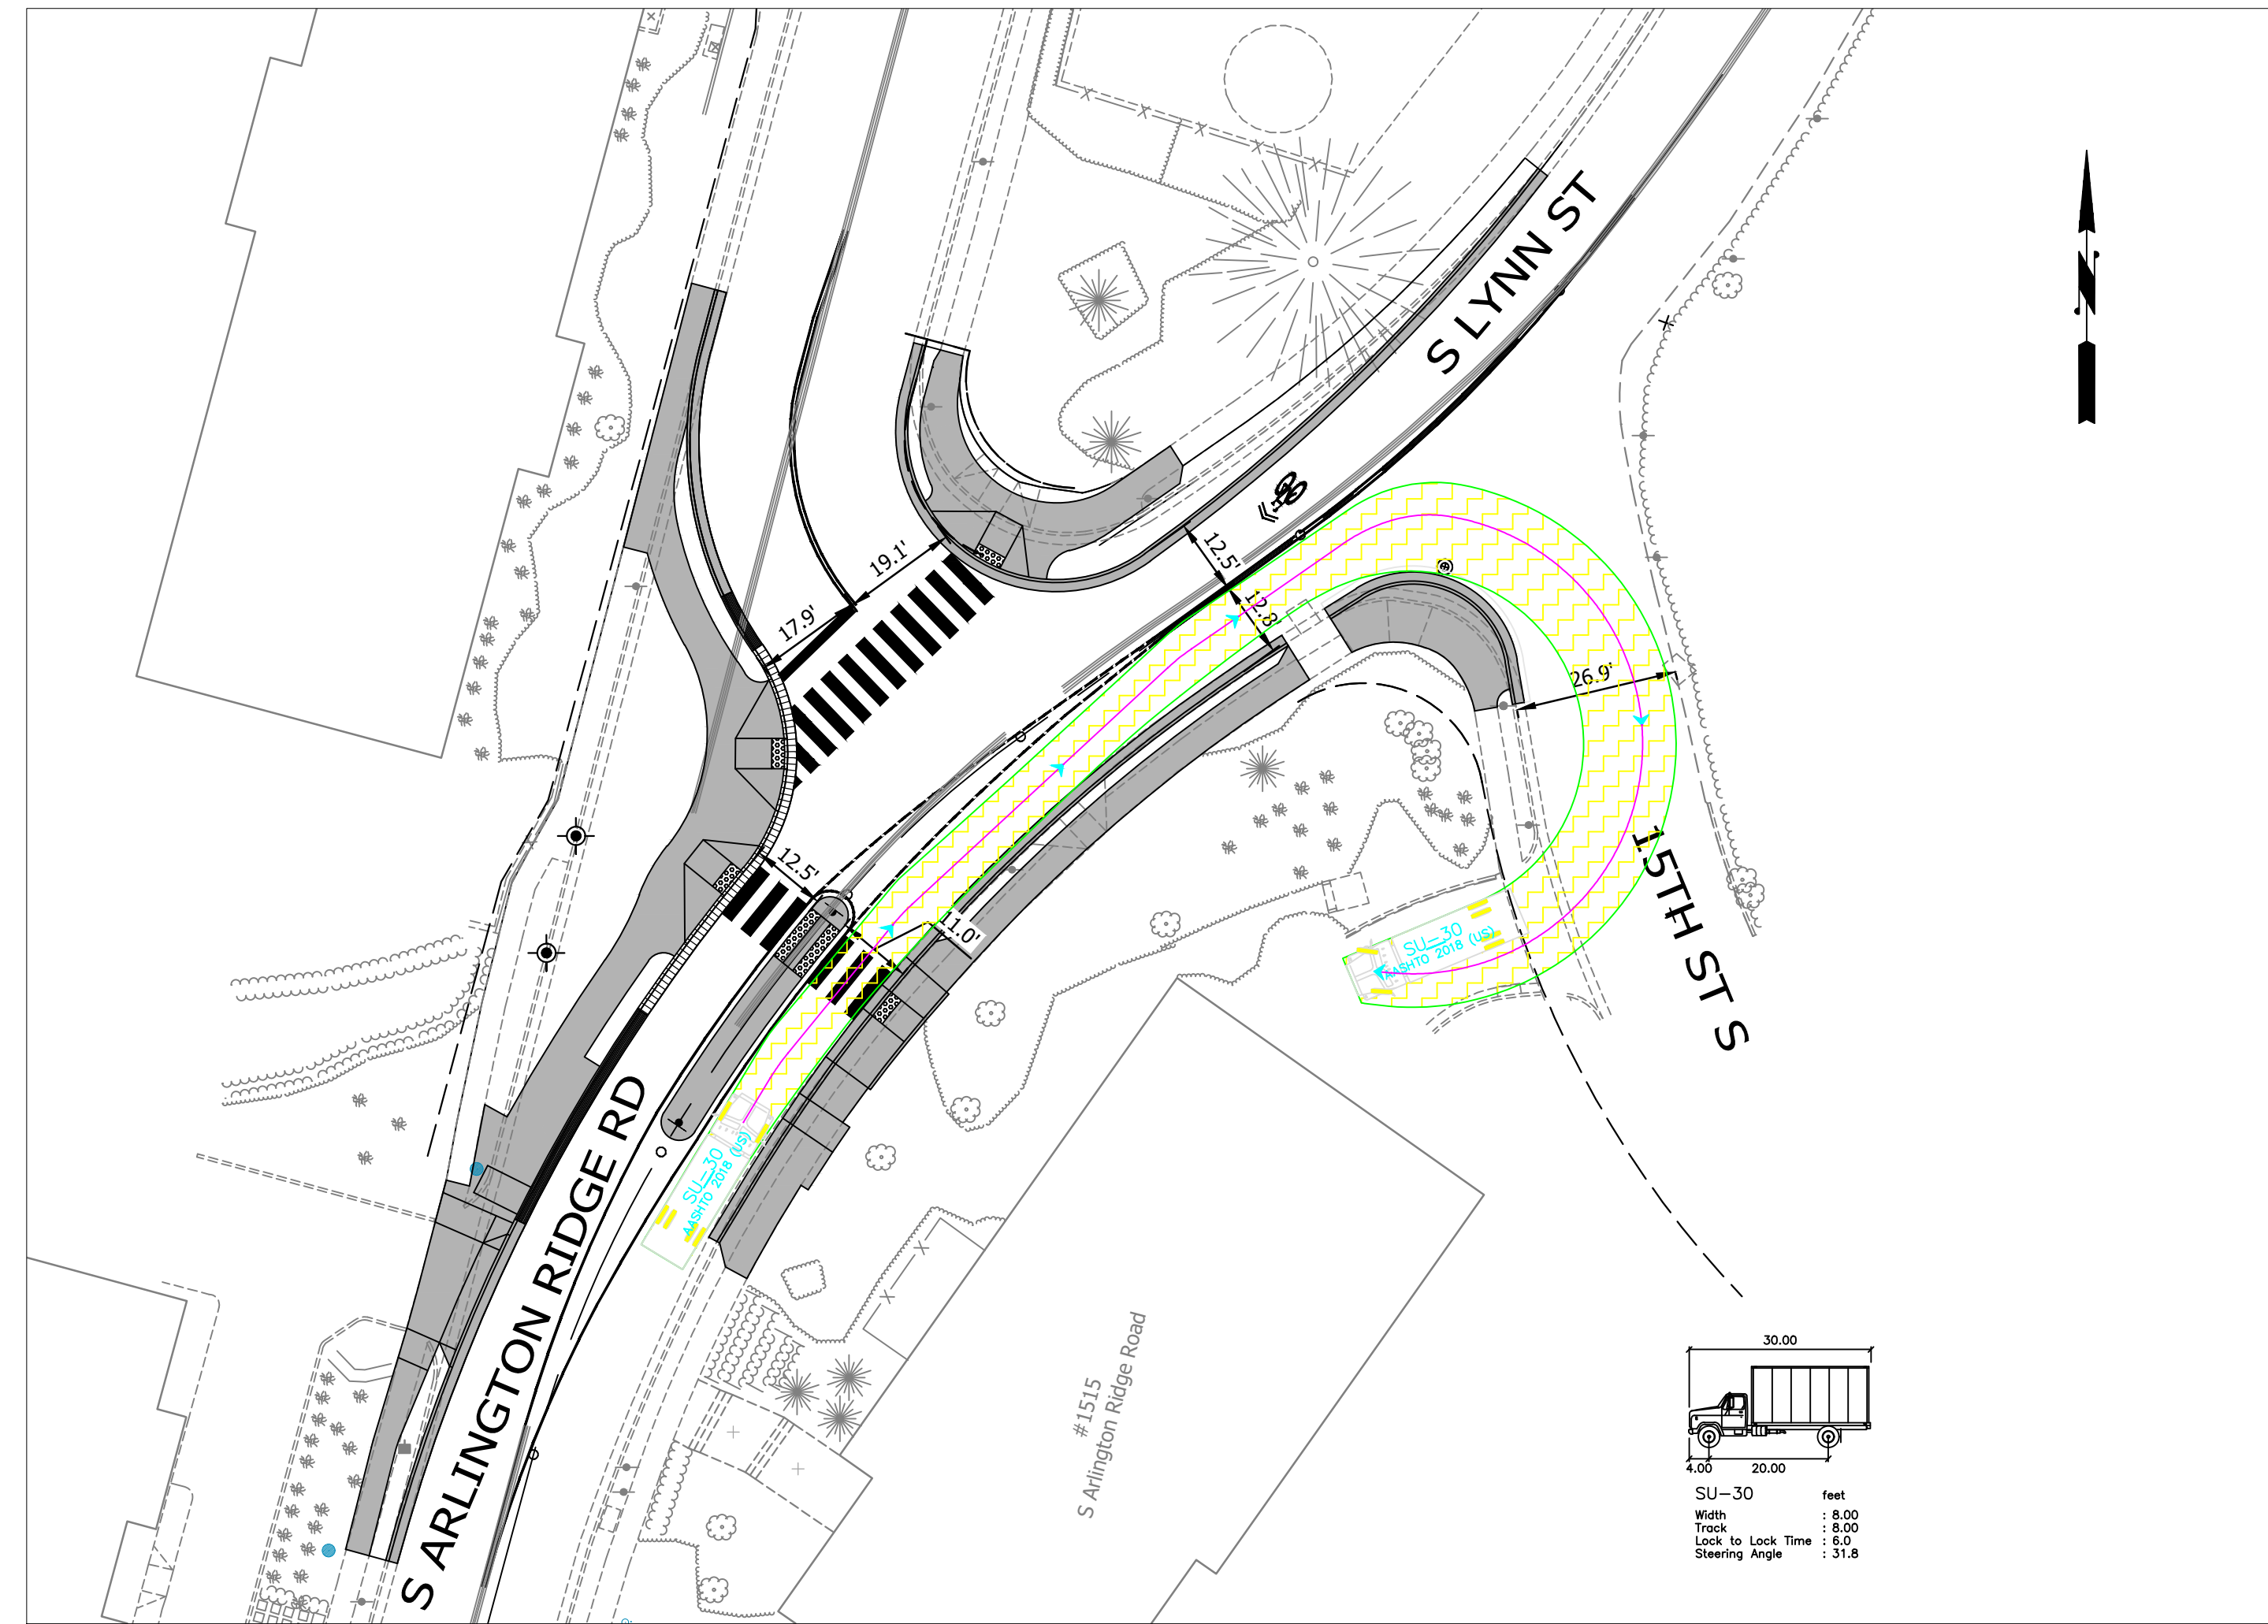 S LYNN ST
19.1'
17.9'
12.5'
12.8'
26.9'
12.5'
11.0'
15TH ST S
SU-30
AASHTO 2018 (US)
SU-30
AASHTO 2018 (US)
S ARLINGTON RIDGE RD
#1515
S Arlington Ridge Road
N
30.00
4.00
20.00
SU-30 feet
Width : 8.00
Track : 8.00
Lock to Lock Time : 6.0
Steering Angle : 31.8